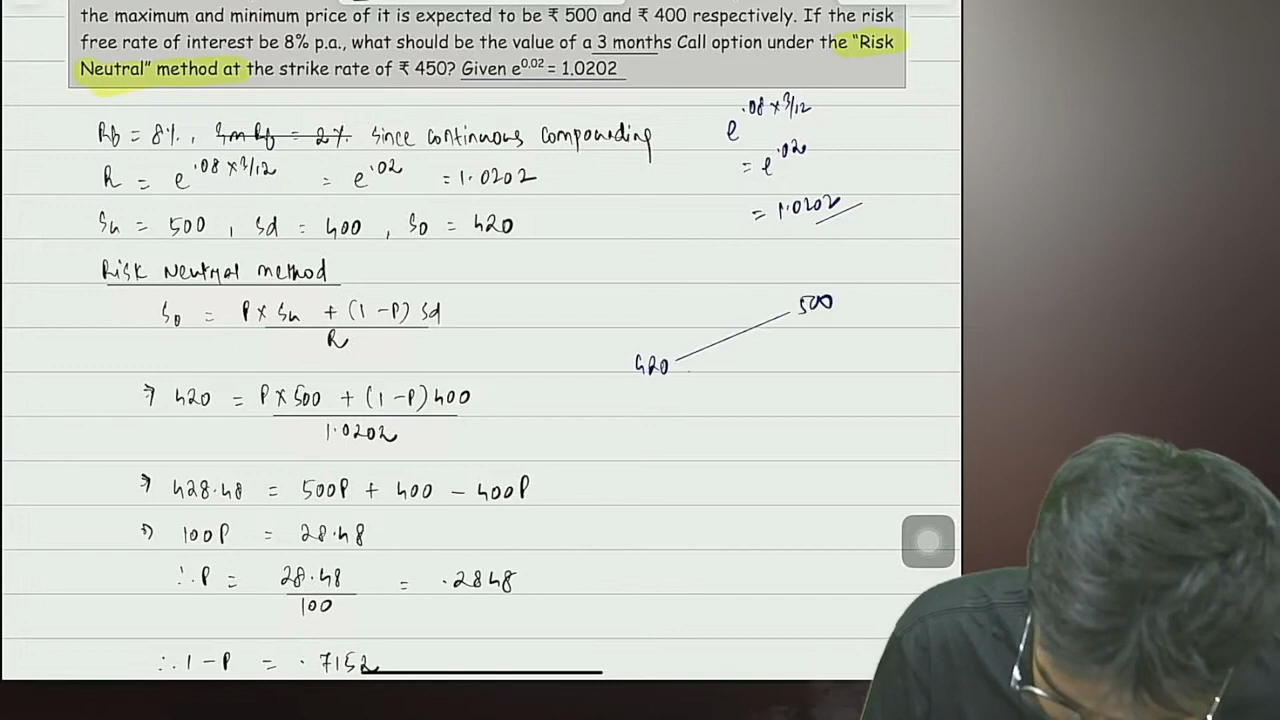 the maximum and minimum price of it is expected to be ₹ 500 and ₹ 400 respectively. If the risk
free rate of interest be 8% p.a., what should be the value of a 3 months Call option under the "Risk
Neutral" method at the strike rate of ₹ 450? Given e^0.02 = 1.0202
Rf = 8%, 3m Rf = 2%. since continuous compounding
R = e^.08 × 3/12 = e^.02 = 1.0202
Su = 500, Sd = 400, S0 = 420
Risk Neutral method
S0 = P × Su + (1 - P) Sd
R
⇒ 420 = P × 500 + (1 - P) 400
1.0202
⇒ 428.48 = 500P + 400 - 400P
⇒ 100P = 28.48
∴ P = 28.48 = .2848
100
∴ 1 - P = .7152
e^.08 × 3/12
= e^.02
= 1.0202
500
420